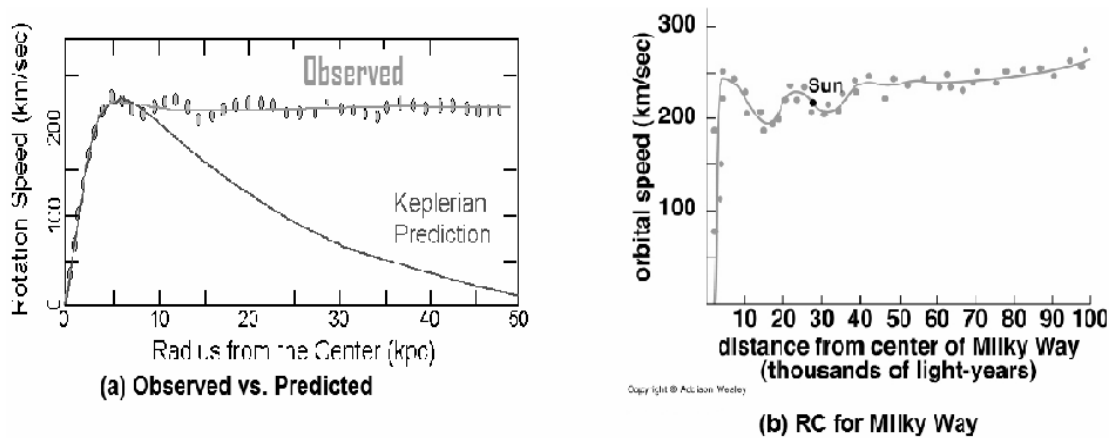 Observed
Keplerian
Prediction
Rotation Speed (km/sec)
200
100
0
0 10 20 30 40 50
Radius from the Center (kpc)
(a) Observed vs. Predicted
300
200
100
orbital speed (km/sec)
Sun
10 20 30 40 50 60 70 80 90 100
distance from center of Milky Way
(thousands of light-years)
Copyright © Addison Wesley
(b) RC for Milky Way